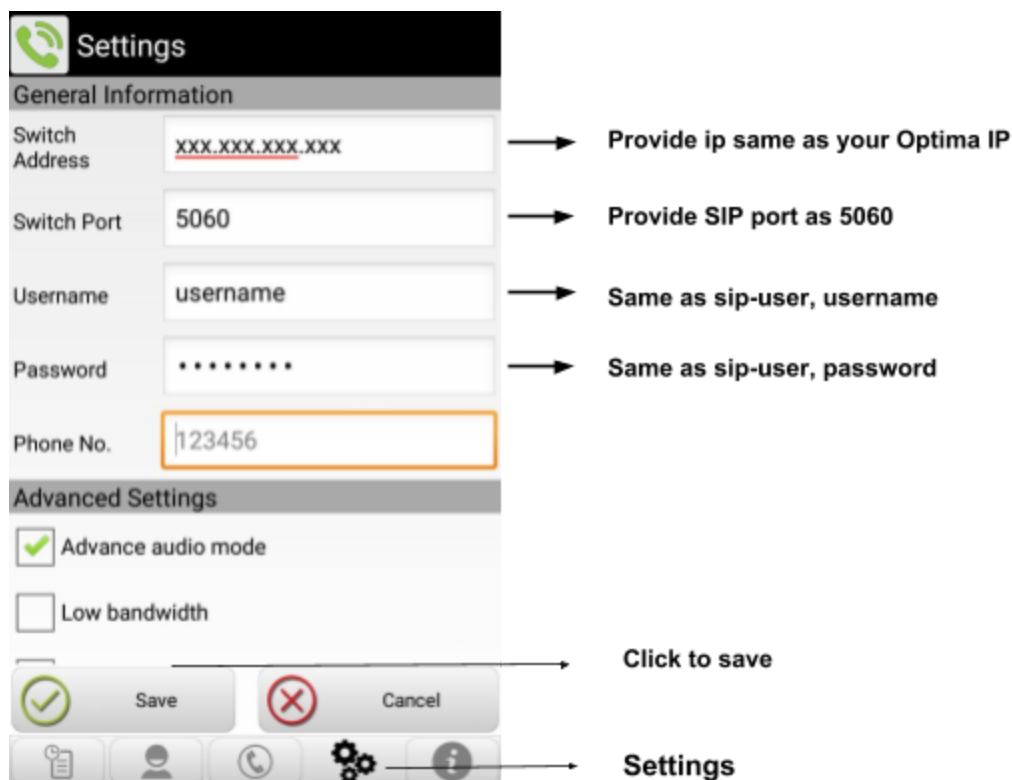 Settings
General Information
Switch
Address
xxx.xxx.xxx.xxx
Provide ip same as your Optima IP
Switch Port
5060
Provide SIP port as 5060
Username
username
Same as sip-user, username
Password
••••••••
Same as sip-user, password
Phone No.
123456
Advanced Settings
Advance audio mode
Low bandwidth
Click to save
Save
Cancel
Settings